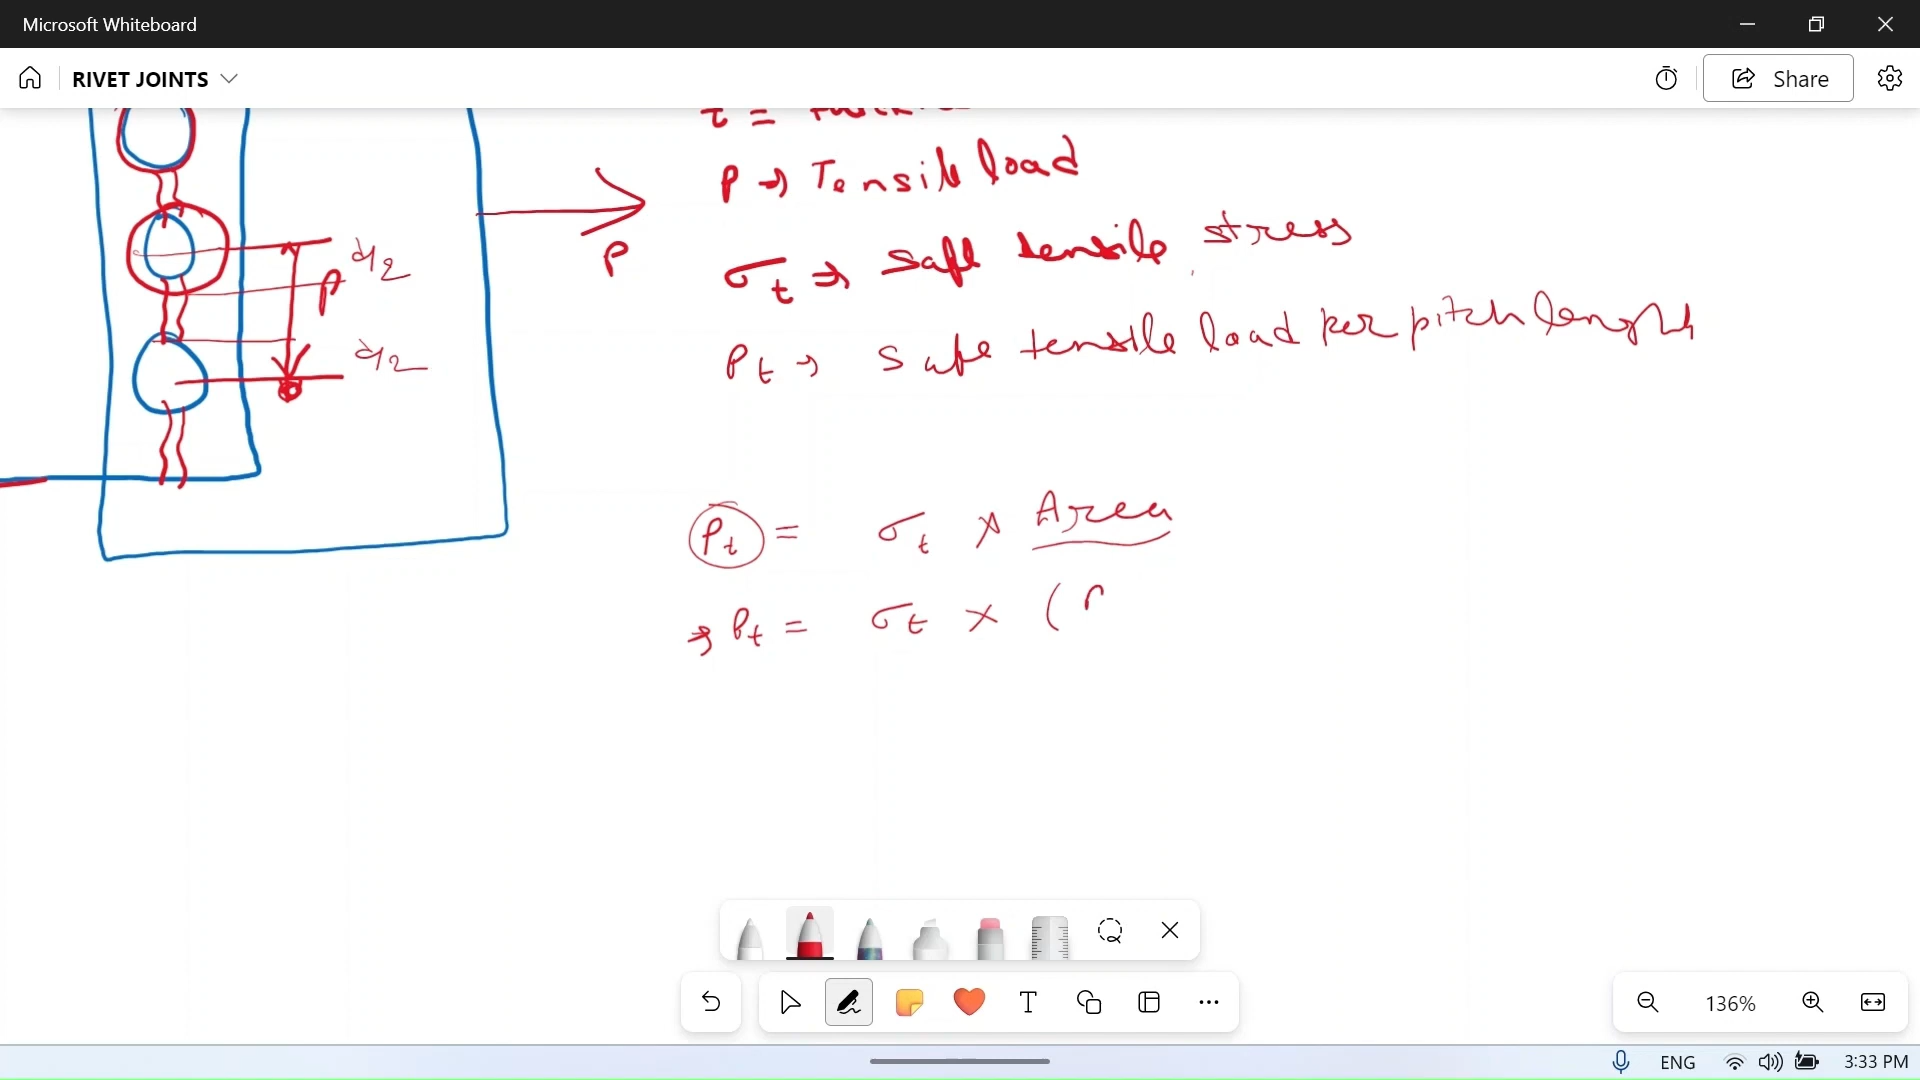 Microsoft Whiteboard
RIVET JOINTS
Share
P → Tensile load
σt ⇒ safe tensile stress
Pt → Safe tensile load per pitch length
d/2
P
P
d/2
Pt = σt × Area
⇒ Pt = σt × (
136%
ENG
3:33 PM